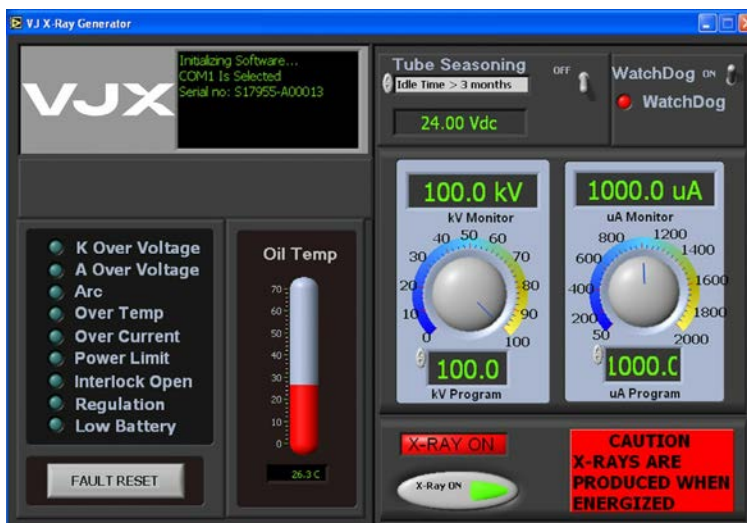 VJ X-Ray Generator
VJX
Initializing Software...
COM1 Is Selected
Serial no: S17955-A00013
Tube Seasoning
Idle Time > 3 months
OFF
24.00 Vdc
WatchDog ON
WatchDog
K Over Voltage
A Over Voltage
Arc
Over Temp
Over Current
Power Limit
Interlock Open
Regulation
Low Battery
FAULT RESET
Oil Temp
70
60
50
40
30
20
10
0
26.3 C
100.0 kV
kV Monitor
0
10
20
30
40
50
60
70
80
90
100
100.0
kV Program
1000.0 uA
uA Monitor
50
200
400
600
800
1200
1400
1600
1800
2000
1000.0
uA Program
X-RAY ON
X-Ray ON
CAUTION
X-RAYS ARE
PRODUCED WHEN
ENERGIZED